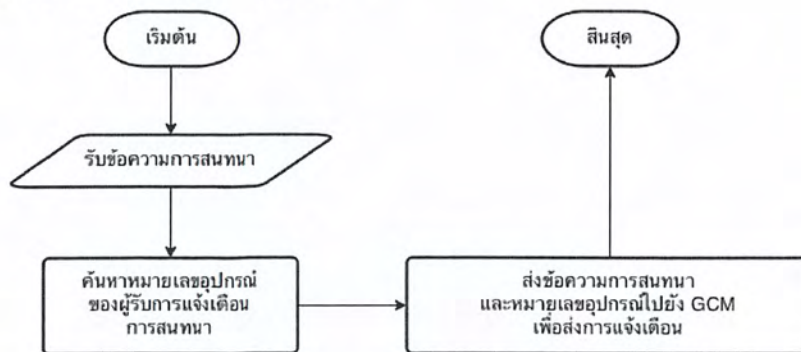 เริ่มต้น
สิ้นสุด
รับข้อความการสนทนา
ค้นหาหมายเลขอุปกรณ์
ของผู้รับการแจ้งเตือน
การสนทนา
ส่งข้อความการสนทนา
และหมายเลขอุปกรณ์ไปยัง GCM
เพื่อส่งการแจ้งเตือน